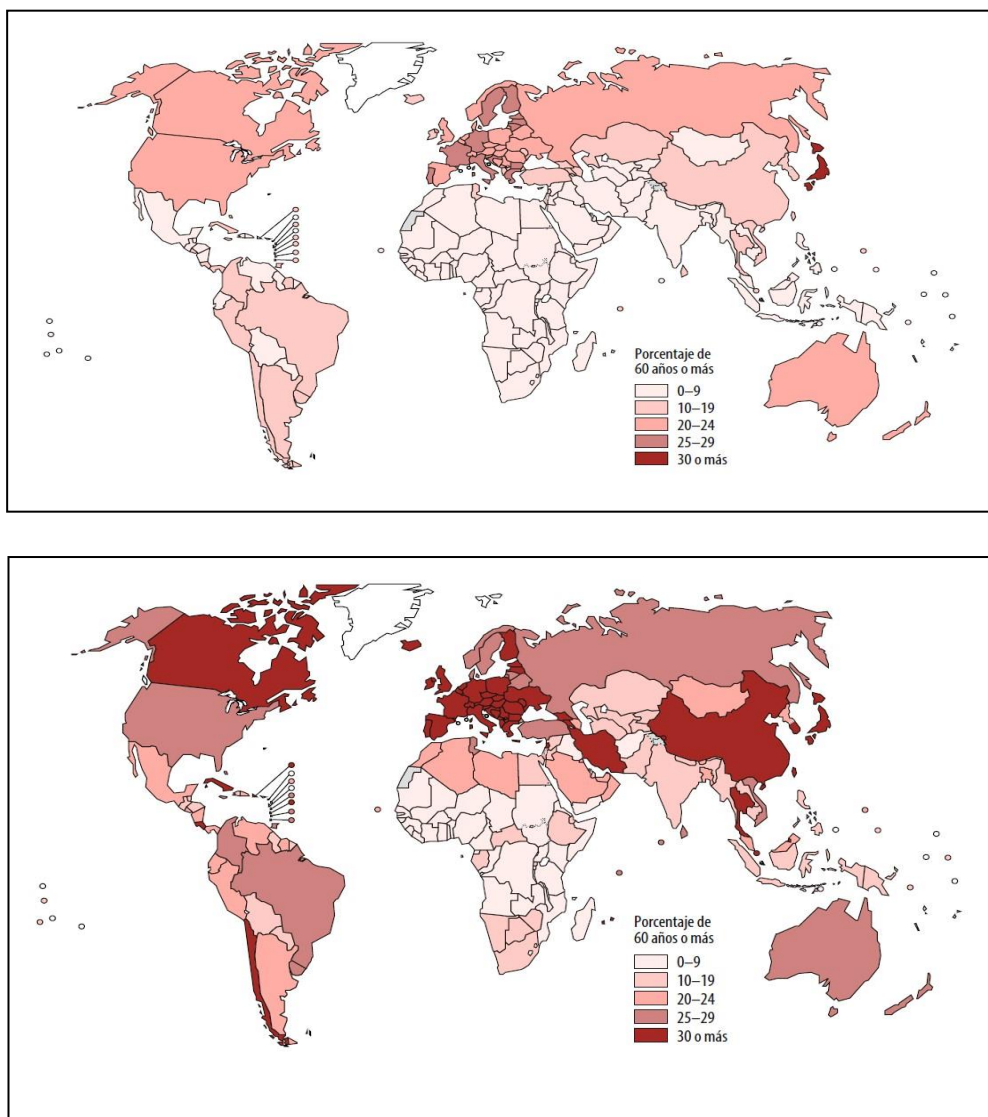 Porcentaje de
60 años o más
0–9
10–19
20–24
25–29
30 o más
Porcentaje de
60 años o más
0–9
10–19
20–24
25–29
30 o más